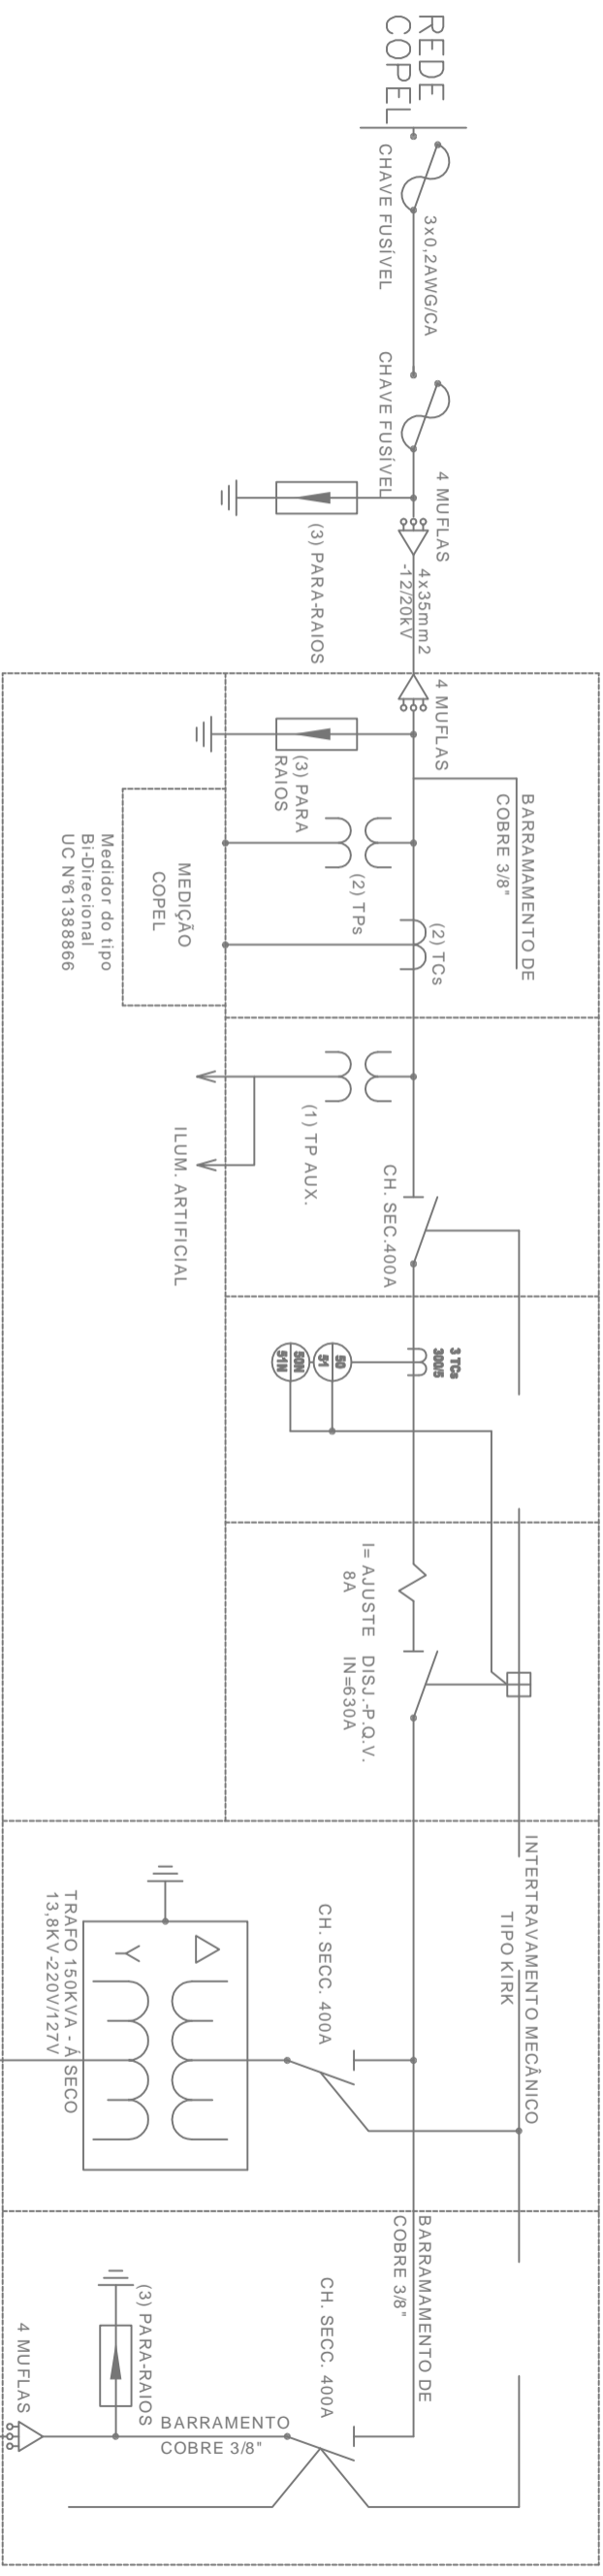 REDE
COPEL
CHAVE FUSÍVEL
3x0,2AWG/CA
CHAVE FUSÍVEL
4 MUFLAS
(3) PARA-RAIOS
4x35mm2
-12/20kV
4 MUFLAS
(3) PARA
RAIOS
BARRAMAMENTO DE
COBRE 3/8"
(2) TPs
(2) TCs
MEDIÇÃO
COPEL
Medidor do tipo
Bi-Direcional
UC N°61388866
(1) TP AUX.
ILUM. ARTIFICIAL
CH. SEC.400A
3 TCs
300/5
50
51
50N
51N
I= AJUSTE
8A
DISJ.-P.Q.V.
IN=630A
INTERTRAVAMENTO MECÂNICO
TIPO KIRK
CH. SECC. 400A
TRAFO 150KVA - Á SECO
13,8KV-220V/127V
BARRAMAMENTO DE
COBRE 3/8"
CH. SECC. 400A
(3) PARA-RAIOS
BARRAMENTO
COBRE 3/8"
4 MUFLAS